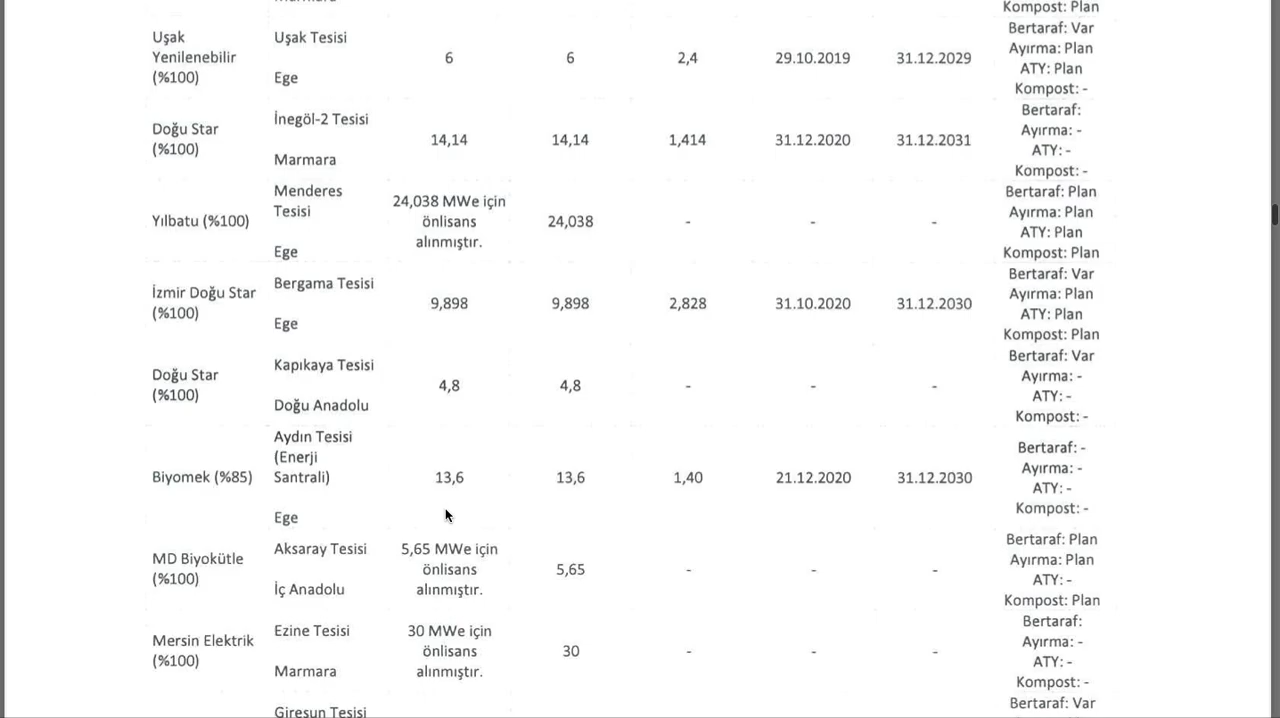 Kompost: Plan
Uşak Yenilenebilir (%100)
Uşak Tesisi
Ege
6
6
2,4
29.10.2019
31.12.2029
Bertaraf: Var
Ayırma: Plan
ATY: Plan
Kompost: -
Doğu Star (%100)
İnegöl-2 Tesisi
Marmara
14,14
14,14
1,414
31.12.2020
31.12.2031
Bertaraf:
Ayırma: -
ATY: -
Kompost: -
Yılbatu (%100)
Menderes Tesisi
Ege
24,038 MWe için önlisans alınmıştır.
24,038
-
-
-
Bertaraf: Plan
Ayırma: Plan
ATY: Plan
Kompost: Plan
İzmir Doğu Star (%100)
Bergama Tesisi
Ege
9,898
9,898
2,828
31.10.2020
31.12.2030
Bertaraf: Var
Ayırma: Plan
ATY: Plan
Kompost: Plan
Doğu Star (%100)
Kapıkaya Tesisi
Doğu Anadolu
4,8
4,8
-
-
-
Bertaraf: Var
Ayırma: -
ATY: -
Kompost: -
Biyomek (%85)
Aydın Tesisi (Enerji Santrali)
Ege
13,6
13,6
1,40
21.12.2020
31.12.2030
Bertaraf: -
Ayırma: -
ATY: -
Kompost: -
MD Biyokütle (%100)
Aksaray Tesisi
İç Anadolu
5,65 MWe için önlisans alınmıştır.
5,65
-
-
-
Bertaraf: Plan
Ayırma: Plan
ATY: -
Kompost: Plan
Mersin Elektrik (%100)
Ezine Tesisi
Marmara
30 MWe için önlisans alınmıştır.
30
-
-
-
Bertaraf:
Ayırma: -
ATY: -
Kompost: -
Giresun Tesisi
Bertaraf: Var